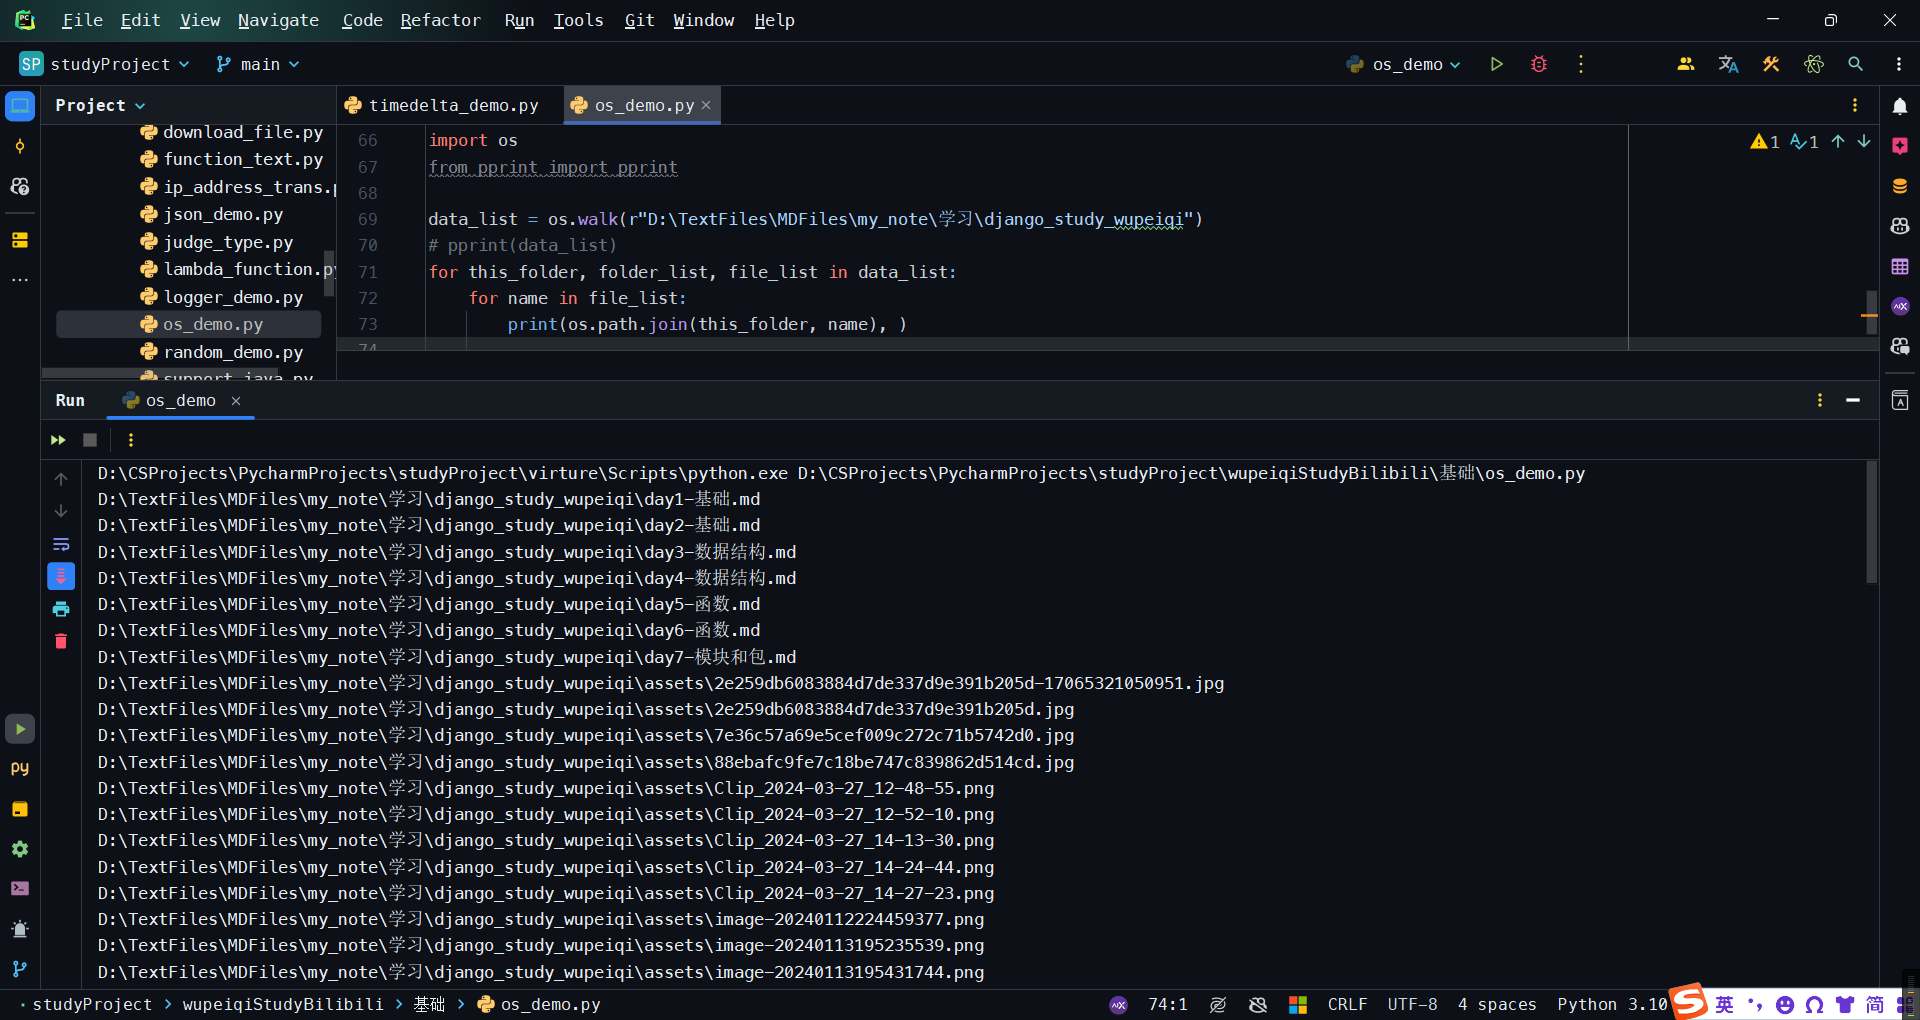 File Edit View Navigate Code Refactor Run Tools Git Window Help
SP studyProject main os_demo
Project
timedelta_demo.py os_demo.py
download_file.py
function_text.py
ip_address_trans.p
json_demo.py
judge_type.py
lambda_function.py
logger_demo.py
os_demo.py
random_demo.py
support_java.py
66 import os
67 from pprint import pprint
68
69 data_list = os.walk(r"D:\TextFiles\MDFiles\my_note\学习\django_study_wupeiqi")
70 # pprint(data_list)
71 for this_folder, folder_list, file_list in data_list:
72 for name in file_list:
73 print(os.path.join(this_folder, name), )
74
1 1
Run os_demo
D:\CSProjects\PycharmProjects\studyProject\virture\Scripts\python.exe D:\CSProjects\PycharmProjects\studyProject\wupeiqiStudyBilibili\基础\os_demo.py
D:\TextFiles\MDFiles\my_note\学习\django_study_wupeiqi\day1-基础.md
D:\TextFiles\MDFiles\my_note\学习\django_study_wupeiqi\day2-基础.md
D:\TextFiles\MDFiles\my_note\学习\django_study_wupeiqi\day3-数据结构.md
D:\TextFiles\MDFiles\my_note\学习\django_study_wupeiqi\day4-数据结构.md
D:\TextFiles\MDFiles\my_note\学习\django_study_wupeiqi\day5-函数.md
D:\TextFiles\MDFiles\my_note\学习\django_study_wupeiqi\day6-函数.md
D:\TextFiles\MDFiles\my_note\学习\django_study_wupeiqi\day7-模块和包.md
D:\TextFiles\MDFiles\my_note\学习\django_study_wupeiqi\assets\2e259db6083884d7de337d9e391b205d-17065321050951.jpg
D:\TextFiles\MDFiles\my_note\学习\django_study_wupeiqi\assets\2e259db6083884d7de337d9e391b205d.jpg
D:\TextFiles\MDFiles\my_note\学习\django_study_wupeiqi\assets\7e36c57a69e5cef009c272c71b5742d0.jpg
D:\TextFiles\MDFiles\my_note\学习\django_study_wupeiqi\assets\88ebafc9fe7c18be747c839862d514cd.jpg
D:\TextFiles\MDFiles\my_note\学习\django_study_wupeiqi\assets\Clip_2024-03-27_12-48-55.png
D:\TextFiles\MDFiles\my_note\学习\django_study_wupeiqi\assets\Clip_2024-03-27_12-52-10.png
D:\TextFiles\MDFiles\my_note\学习\django_study_wupeiqi\assets\Clip_2024-03-27_14-13-30.png
D:\TextFiles\MDFiles\my_note\学习\django_study_wupeiqi\assets\Clip_2024-03-27_14-24-44.png
D:\TextFiles\MDFiles\my_note\学习\django_study_wupeiqi\assets\Clip_2024-03-27_14-27-23.png
D:\TextFiles\MDFiles\my_note\学习\django_study_wupeiqi\assets\image-20240112224459377.png
D:\TextFiles\MDFiles\my_note\学习\django_study_wupeiqi\assets\image-20240113195235539.png
D:\TextFiles\MDFiles\my_note\学习\django_study_wupeiqi\assets\image-20240113195431744.png
studyProject > wupeiqiStudyBilibili > 基础 > os_demo.py 74:1 CRLF UTF-8 4 spaces Python 3.10 英 简